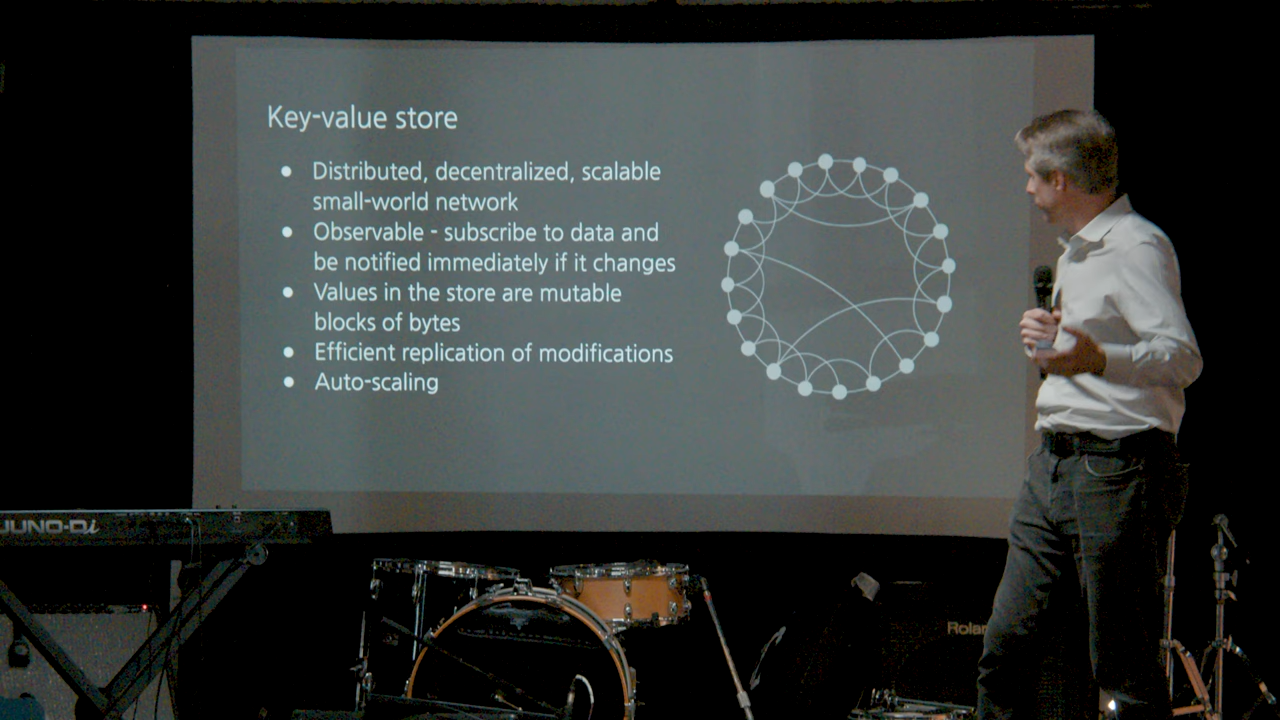 Key-value store
● Distributed, decentralized, scalable
small-world network
● Observable - subscribe to data and
be notified immediately if it changes
● Values in the store are mutable
blocks of bytes
● Efficient replication of modifications
● Auto-scaling
JUNO-Di
Rolan